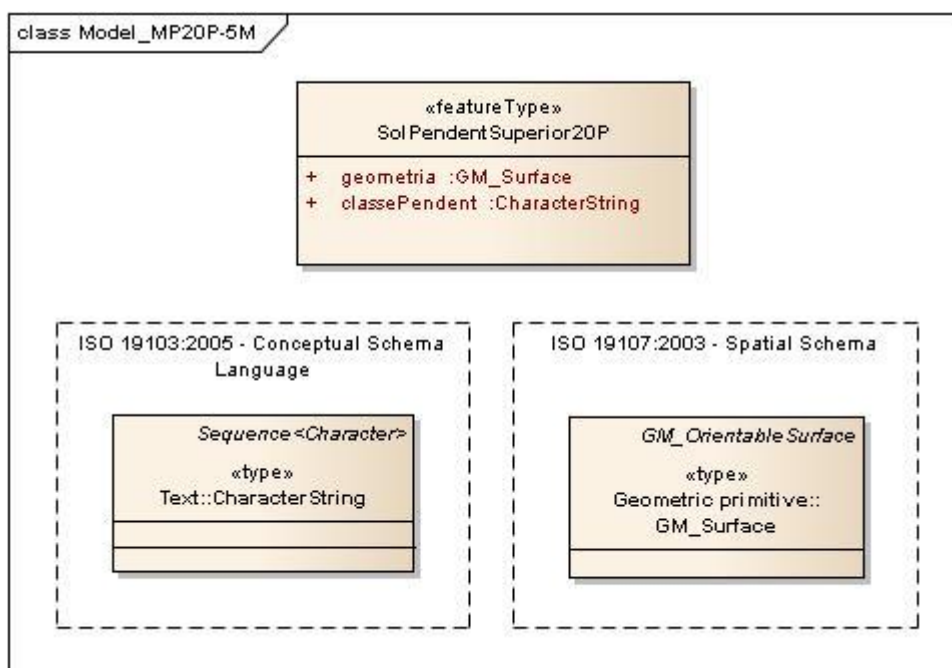 class Model_MP20P-5M
«featureType»
SolPendentSuperior20P
+ geometria :GM_Surface
+ classePendent :CharacterString
ISO 19103:2005 - Conceptual Schema
Language
Sequence<Character>
«type»
Text::CharacterString
ISO 19107:2003 - Spatial Schema
GM_OrientableSurface
«type»
Geometric primitive::
GM_Surface